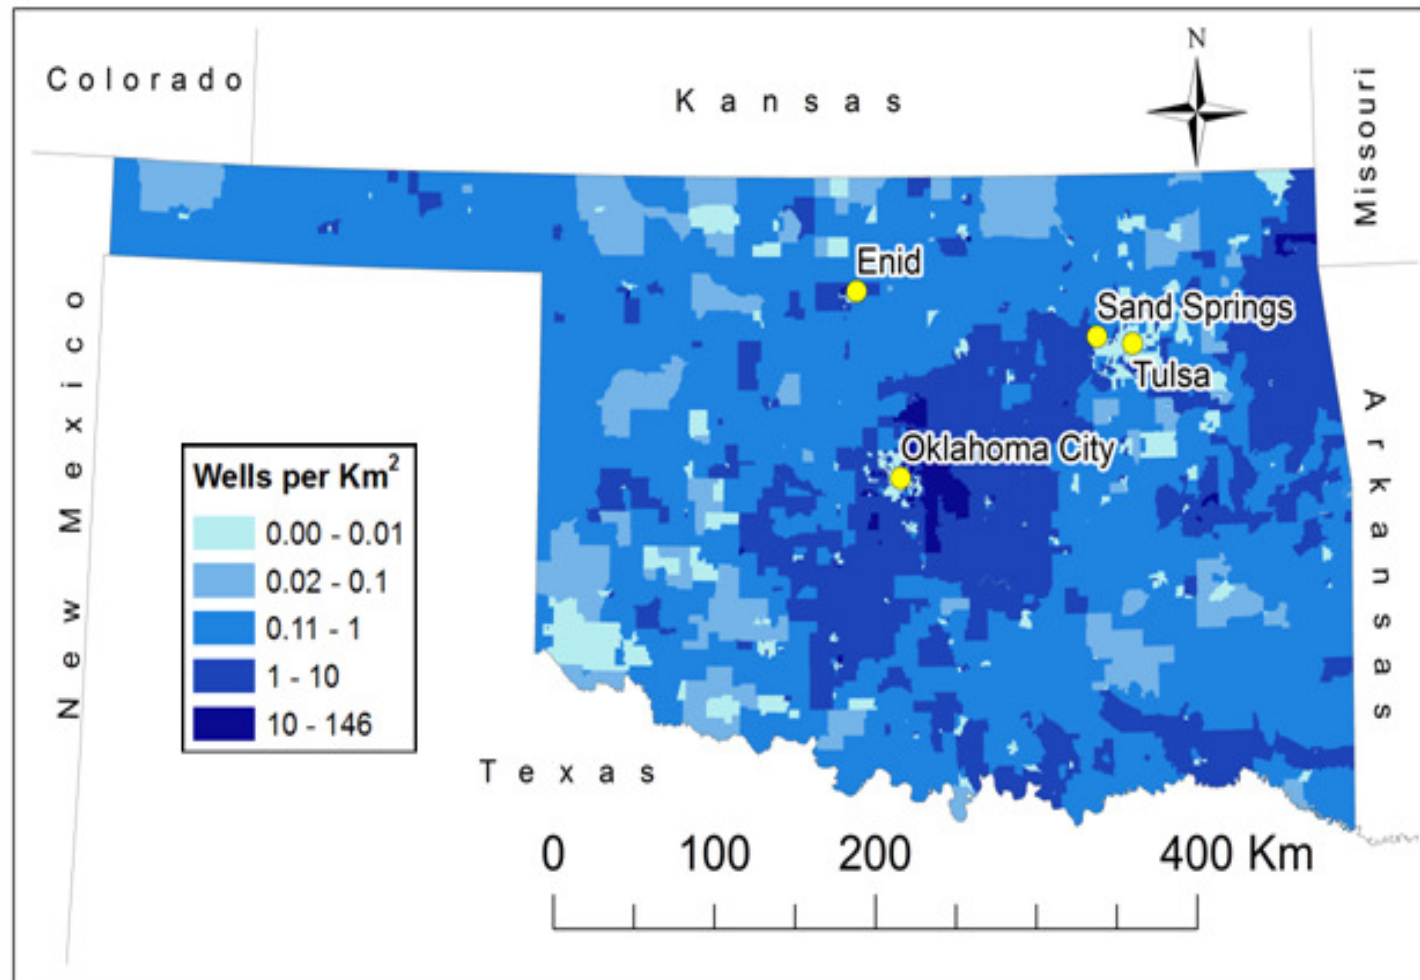 N
Colorado
Kansas
Missouri
Enid
Sand Springs
Tulsa
Oklahoma City
New Mexico
Arkansas
Wells per Km²
0.00 - 0.01
0.02 - 0.1
0.11 - 1
1 - 10
10 - 146
Texas
0 100 200 400 Km